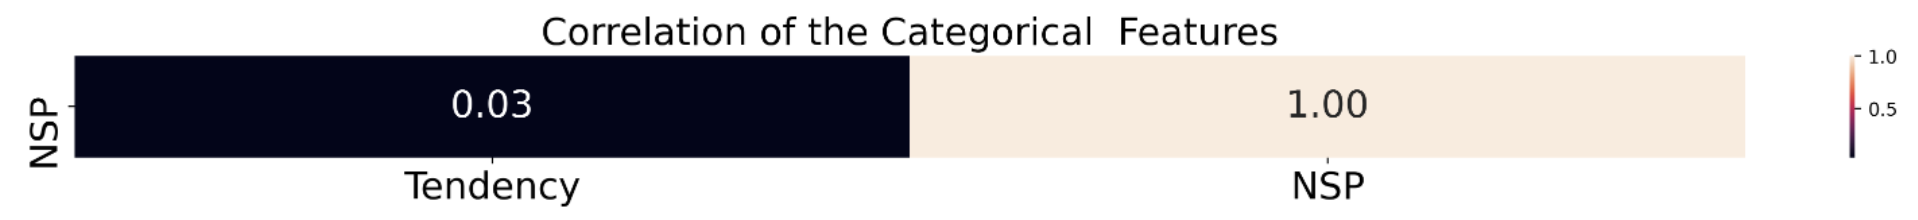 Correlation of the Categorical  Features
NSP
0.03
1.00
Tendency
NSP
1.0
0.5